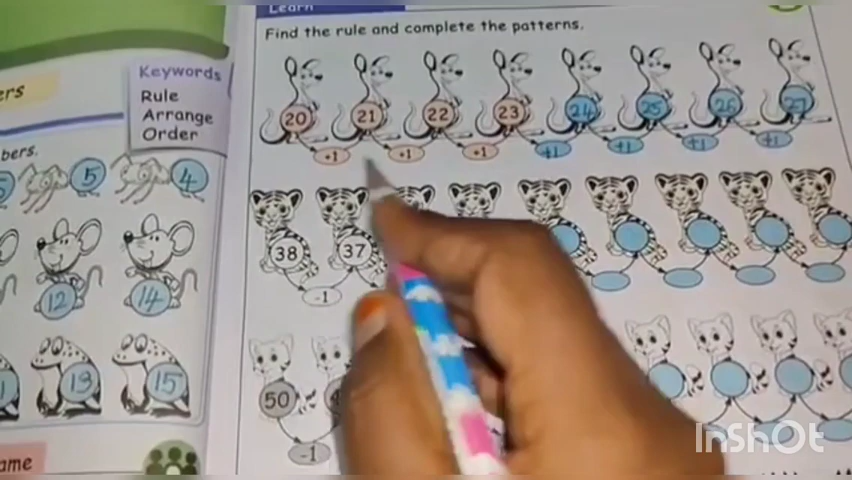 Learn
Find the rule and complete the patterns.
ers
Keywords
Rule
Arrange
Order
bers.
20 21 22 23 24 25 26 27
+1 +1 +1 +1 +1 +1 +1
5 4
38 37
-1
12 14
13 15
50
-1
ame
InShOt